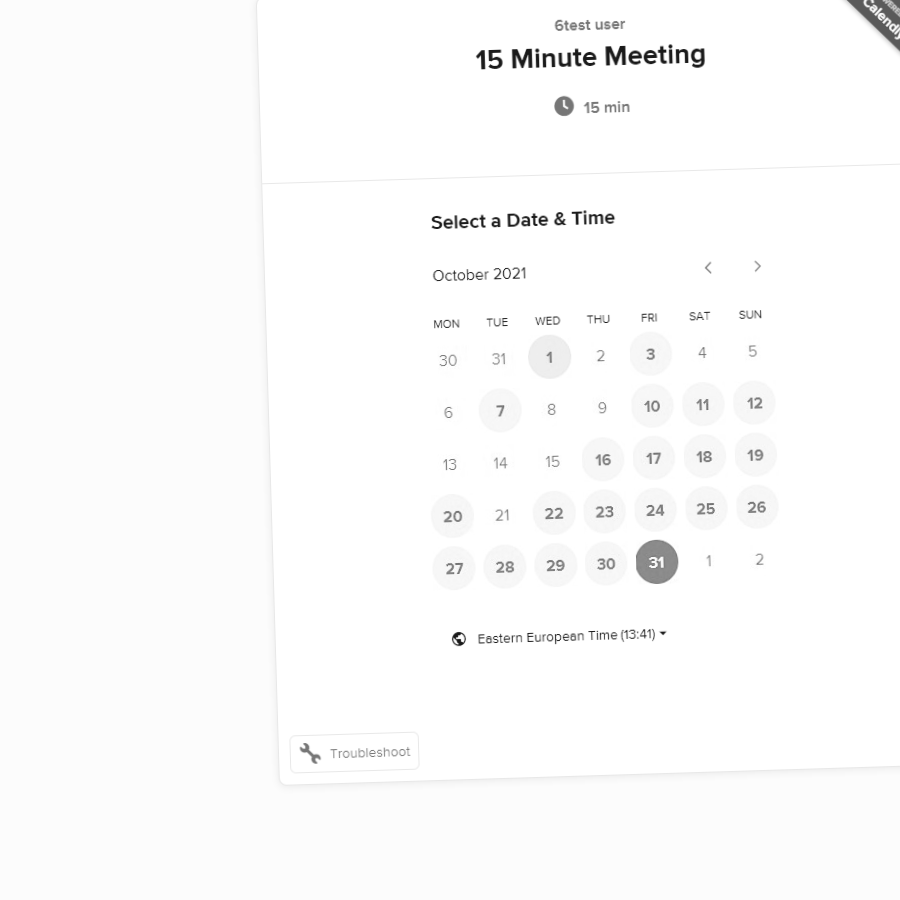 6test user
15 Minute Meeting
15 min
Calendly
Select a Date & Time
October 2021
MON TUE WED THU FRI SAT SUN
30 31 1 2 3 4 5
6 7 8 9 10 11 12
13 14 15 16 17 18 19
20 21 22 23 24 25 26
27 28 29 30 31 1 2
Eastern European Time (13:41)
Troubleshoot